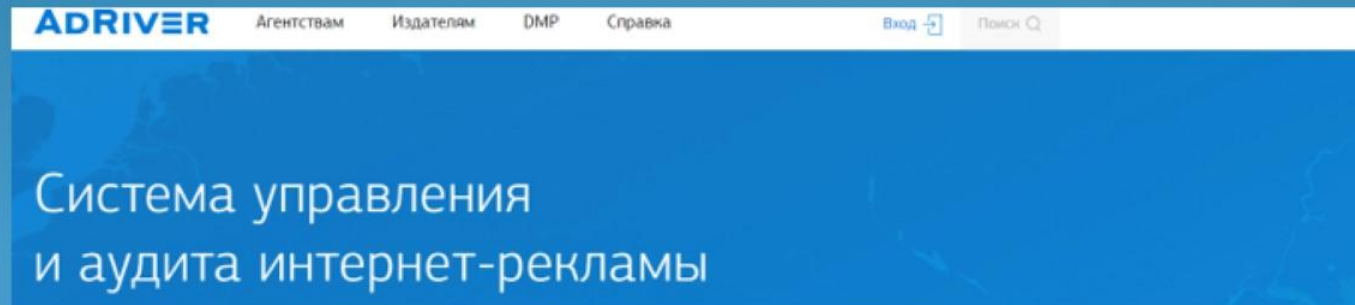 ADRIVER Агентствам Издателям DMP Справка Вход Поиск
Система управления
и аудита интернет-рекламы